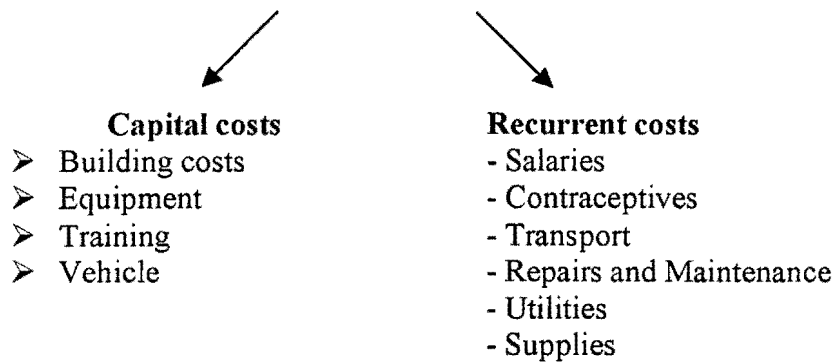 Capital costs
➢ Building costs
➢ Equipment
➢ Training
➢ Vehicle
Recurrent costs
- Salaries
- Contraceptives
- Transport
- Repairs and Maintenance
- Utilities
- Supplies